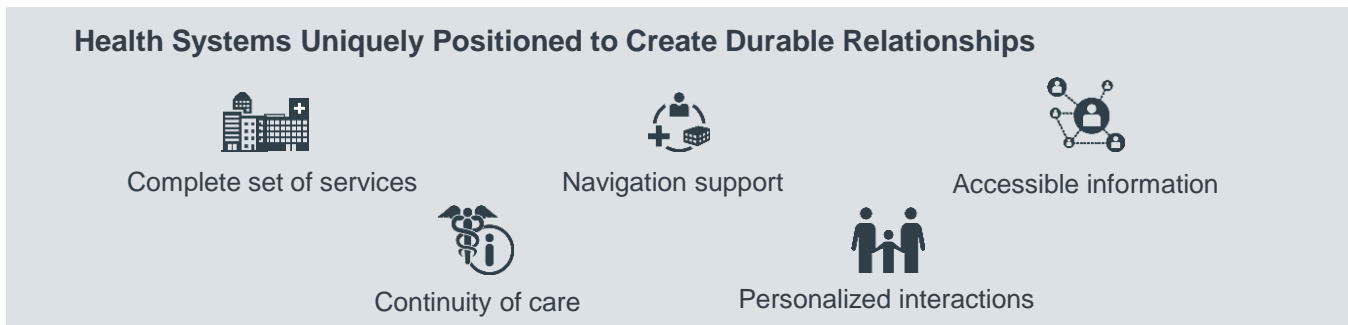 Health Systems Uniquely Positioned to Create Durable Relationships
Complete set of services
Navigation support
Accessible information
Continuity of care
Personalized interactions